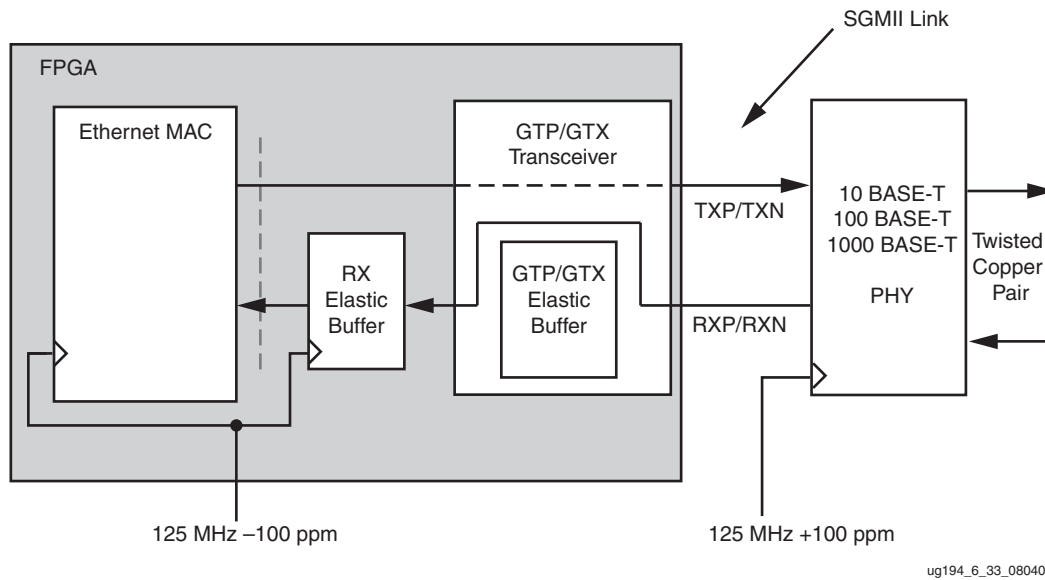 SGMII Link
FPGA
Ethernet MAC
GTP/GTX
Transceiver
TXP/TXN
10 BASE-T
100 BASE-T
1000 BASE-T
PHY
Twisted
Copper
Pair
RX
Elastic
Buffer
GTP/GTX
Elastic
Buffer
RXP/RXN
125 MHz –100 ppm
125 MHz +100 ppm
ug194_6_33_08040